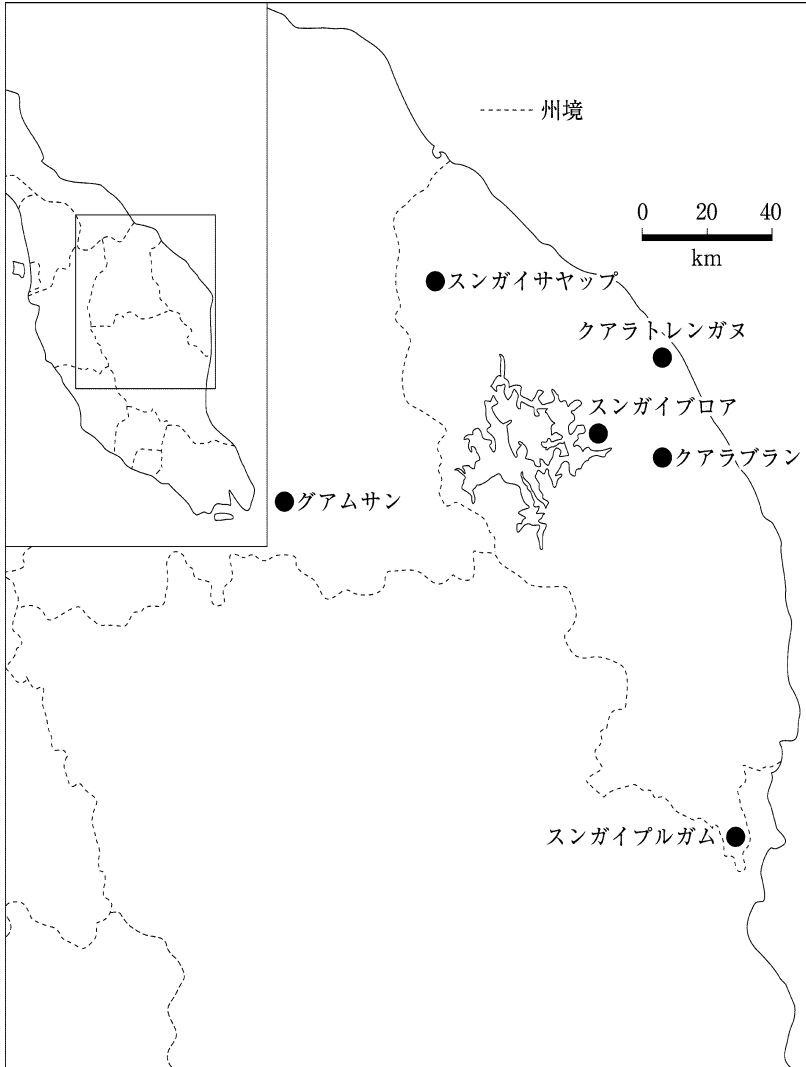 州境
0 20 40
km
スンガイサヤップ
クアラトレンガヌ
スンガイブロア
クアラブラン
グアムサン
スンガイプルガム